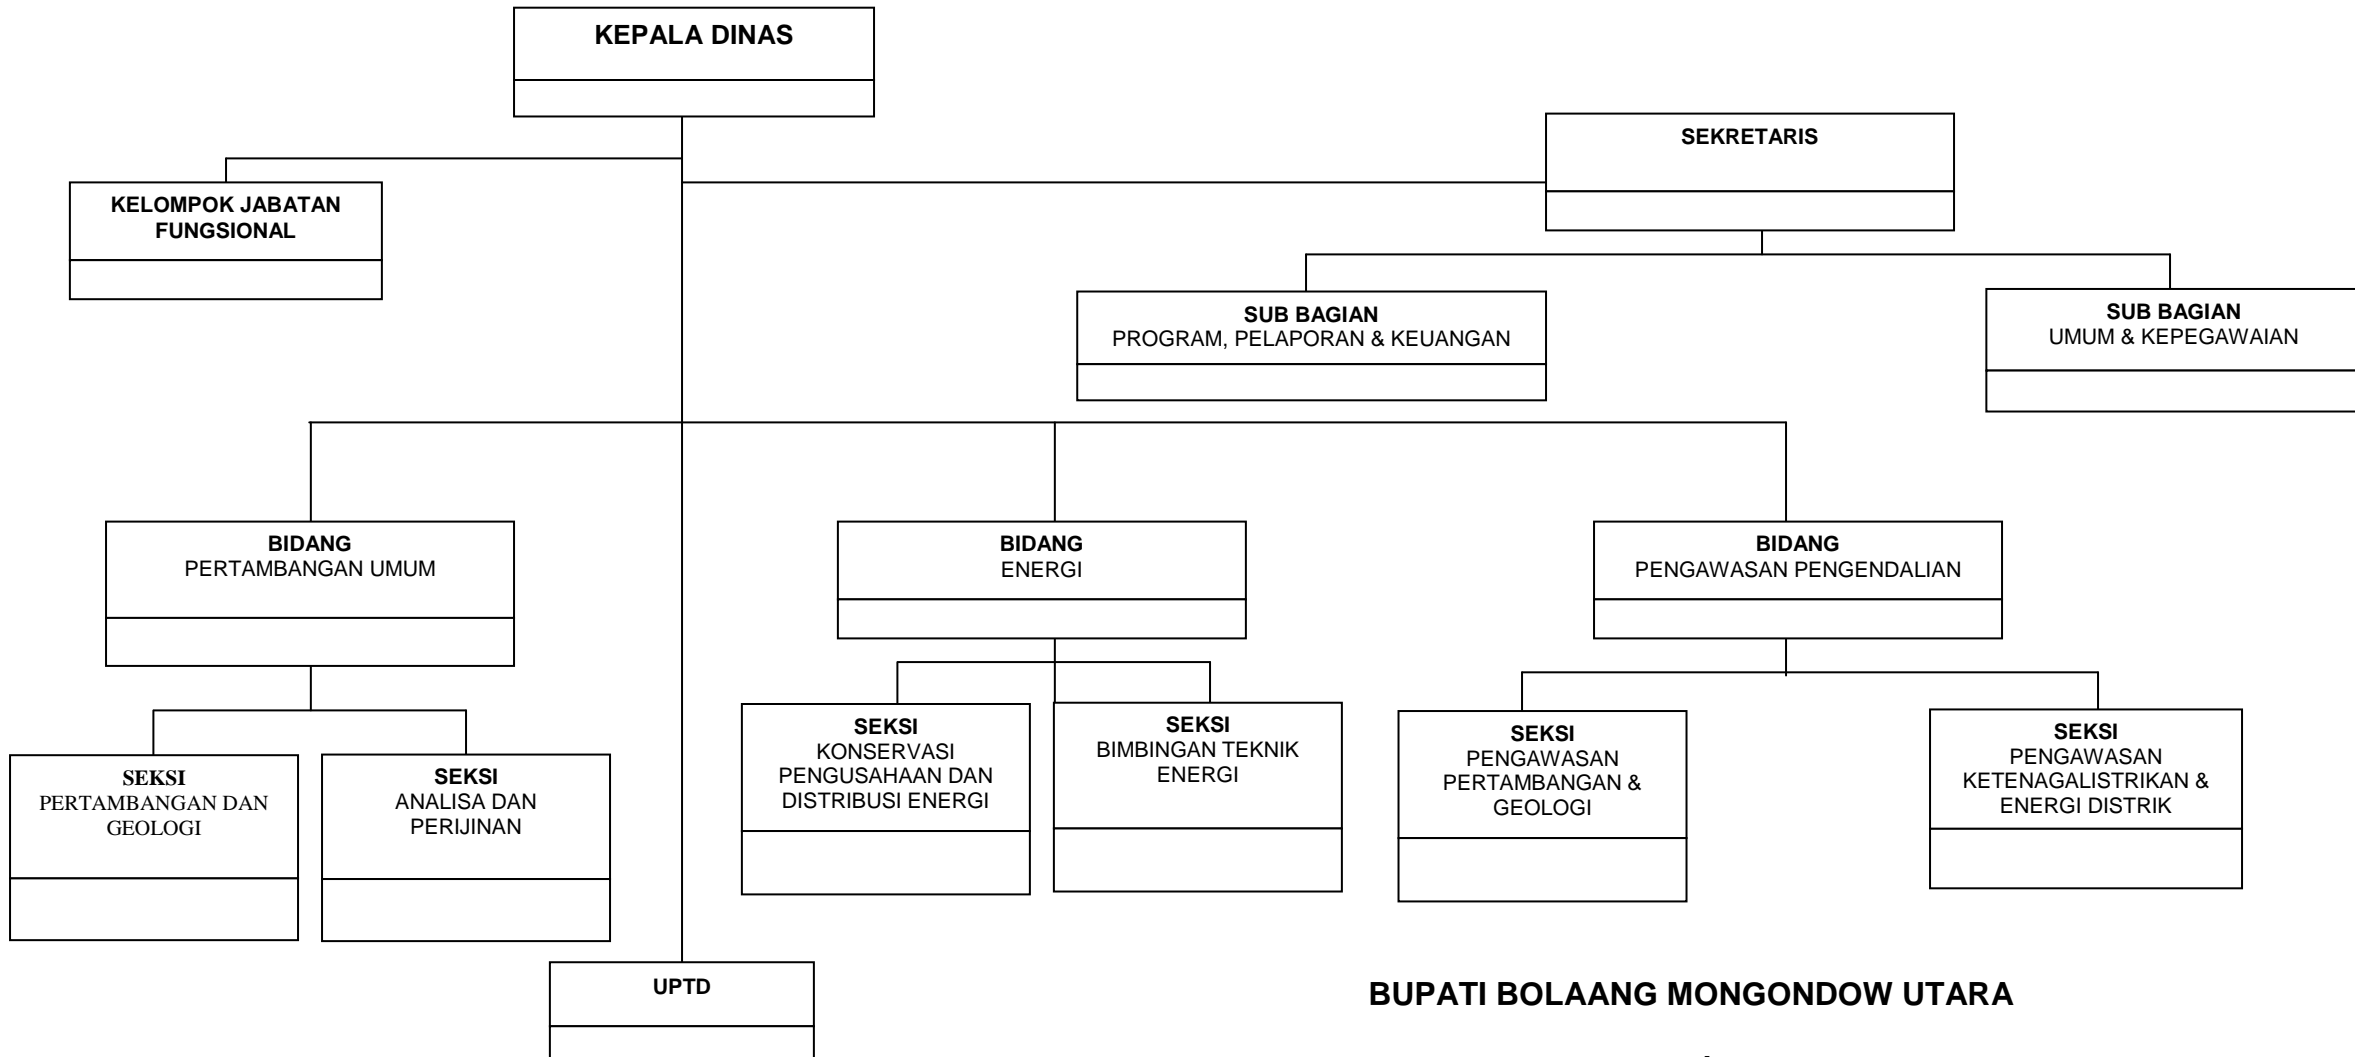 KEPALA DINAS
SEKRETARIS
KELOMPOK JABATAN
FUNGSIONAL
SUB BAGIAN
PROGRAM, PELAPORAN & KEUANGAN
SUB BAGIAN
UMUM & KEPEGAWAIAN
BIDANG
PERTAMBANGAN UMUM
BIDANG
ENERGI
BIDANG
PENGAWASAN PENGENDALIAN
SEKSI
PERTAMBANGAN DAN
GEOLOGI
SEKSI
ANALISA DAN
PERIJINAN
SEKSI
KONSERVASI
PENGUSAHAAN DAN
DISTRIBUSI ENERGI
SEKSI
BIMBINGAN TEKNIK
ENERGI
SEKSI
PENGAWASAN
PERTAMBANGAN &
GEOLOGI
SEKSI
PENGAWASAN
KETENAGALISTRIKAN &
ENERGI DISTRIK
UPTD
BUPATI BOLAANG MONGONDOW UTARA